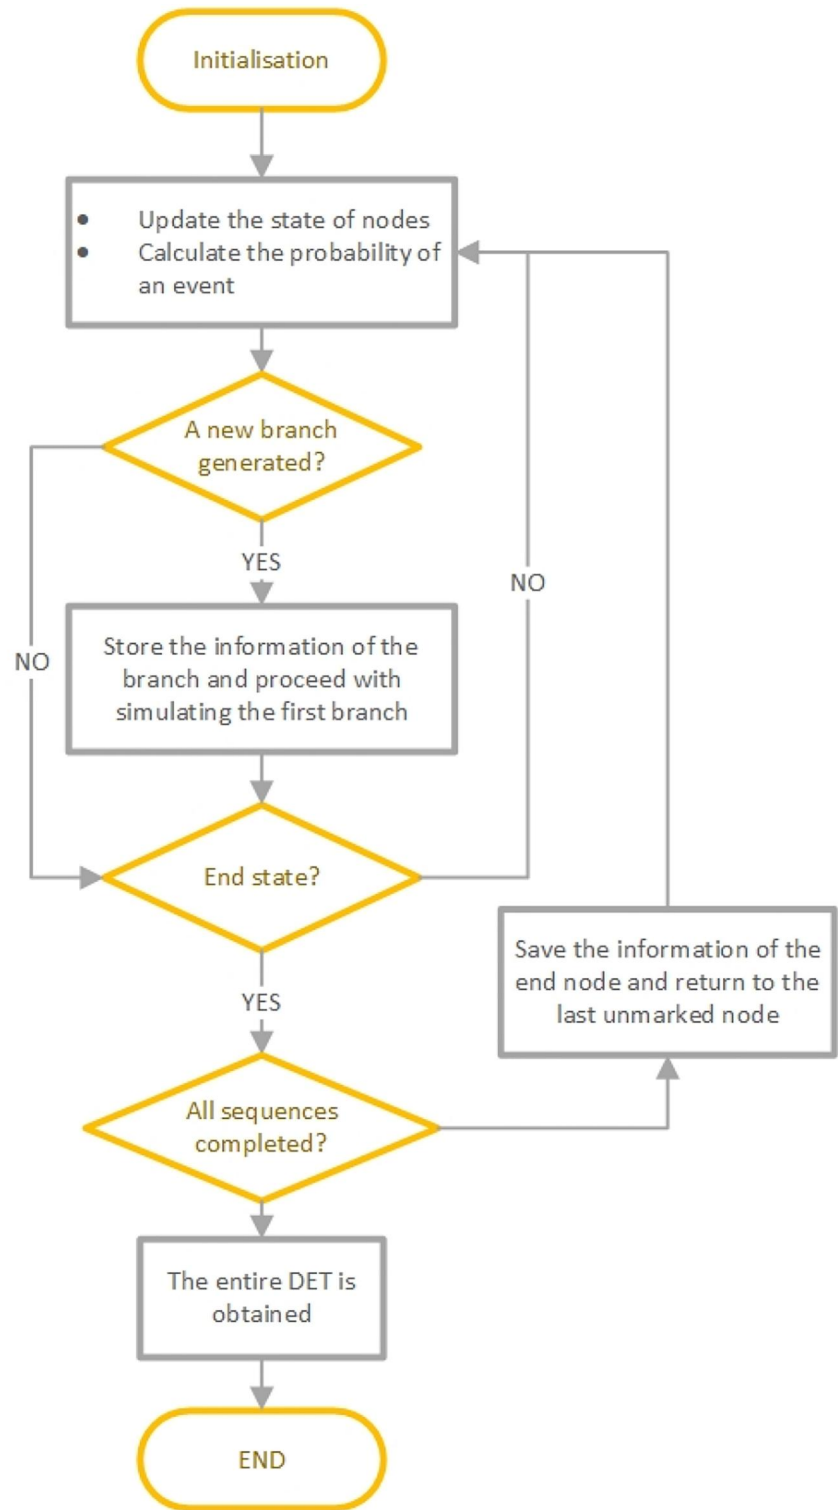 Initialisation
• Update the state of nodes
• Calculate the probability of
an event
A new branch
generated?
YES
NO
NO
Store the information of the
branch and proceed with
simulating the first branch
End state?
Save the information of the
end node and return to the
last unmarked node
YES
All sequences
completed?
The entire DET is
obtained
END